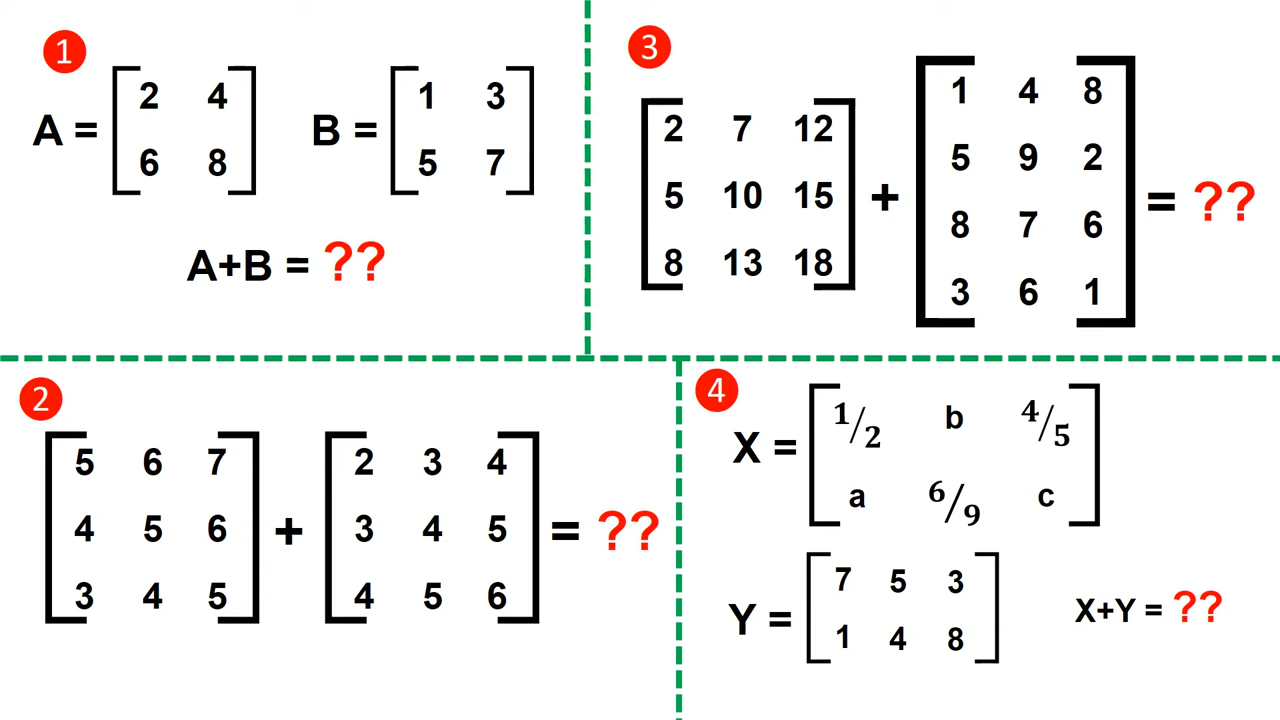 1
A = [ 2 4
6 8 ] B = [ 1 3
5 7 ]
A+B = ??
2
[ 5 6 7
4 5 6
3 4 5 ] + [ 2 3 4
3 4 5
4 5 6 ] = ??
3
[ 2 7 12
5 10 15
8 13 18 ] + [ 1 4 8
5 9 2
8 7 6
3 6 1 ] = ??
4
X = [ 1/2 b 4/5
a 6/9 c ]
Y = [ 7 5 3
1 4 8 ]
X+Y = ??